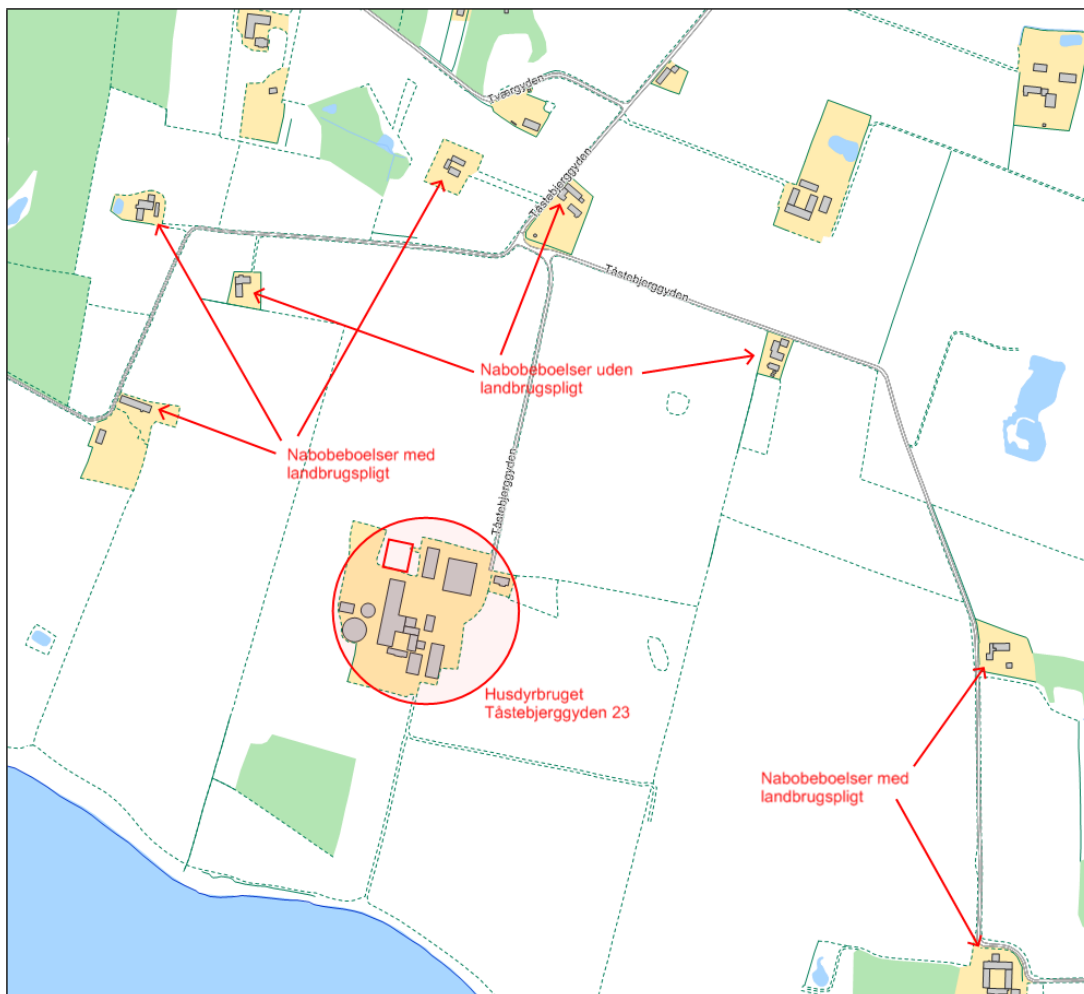 Tværgyden
Tåstebjerggyden
Tåstebjerggyden
Nabobeboelser uden
landbrugspligt
Nabobeboelser med
landbrugspligt
Tåstebjerggyden
Husdyrbruget
Tåstebjerggyden 23
Nabobeboelser med
landbrugspligt